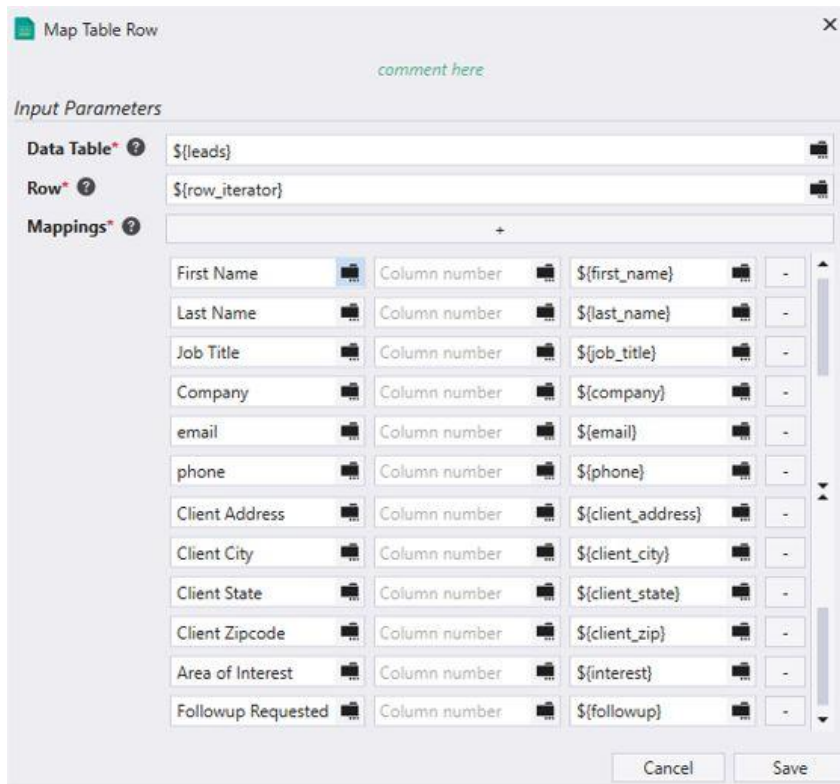 Map Table Row
comment here
Input Parameters
Data Table* ? ${leads}
Row* ? ${row_iterator}
Mappings* ? +
First Name Column number ${first_name} -
Last Name Column number ${last_name} -
Job Title Column number ${job_title} -
Company Column number ${company} -
email Column number ${email} -
phone Column number ${phone} -
Client Address Column number ${client_address} -
Client City Column number ${client_city} -
Client State Column number ${client_state} -
Client Zipcode Column number ${client_zip} -
Area of Interest Column number ${interest} -
Followup Requested Column number ${followup} -
Cancel Save